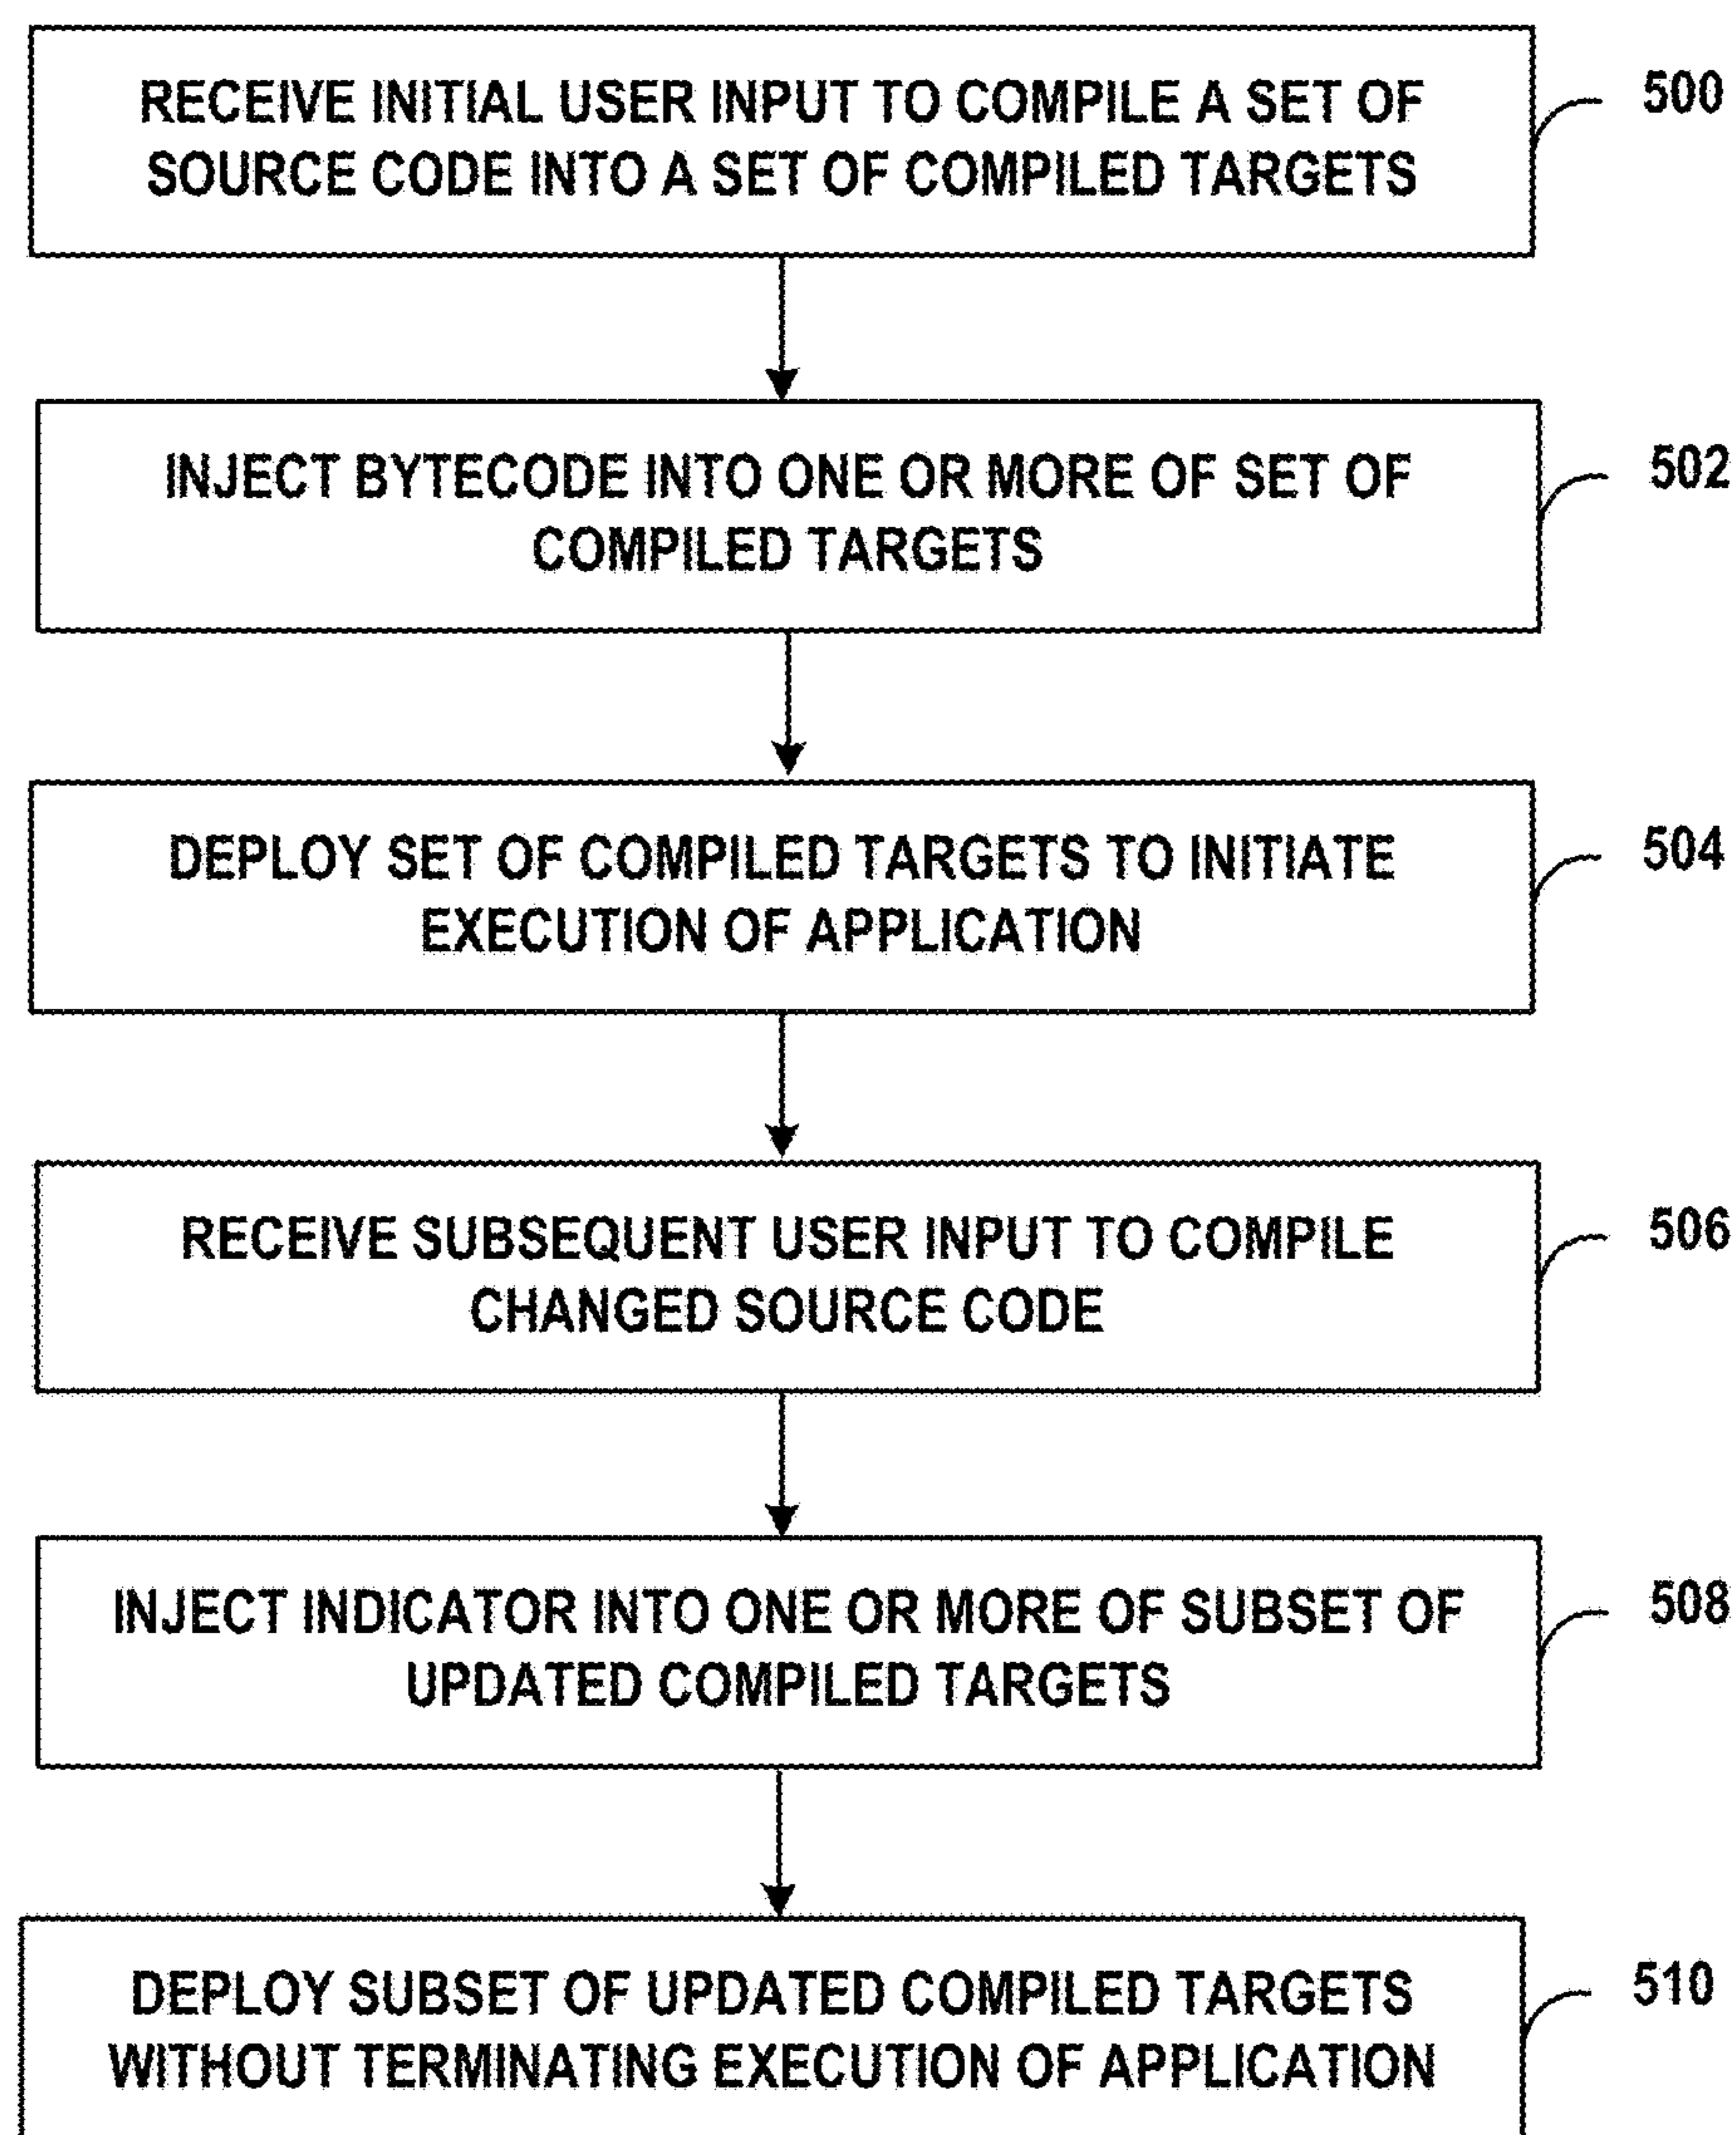 RECEIVE INITIAL USER INPUT TO COMPILE A SET OF
SOURCE CODE INTO A SET OF COMPILED TARGETS
500
INJECT BYTECODE INTO ONE OR MORE OF SET OF
COMPILED TARGETS
502
DEPLOY SET OF COMPILED TARGETS TO INITIATE
EXECUTION OF APPLICATION
504
RECEIVE SUBSEQUENT USER INPUT TO COMPILE
CHANGED SOURCE CODE
506
INJECT INDICATOR INTO ONE OR MORE OF SUBSET OF
UPDATED COMPILED TARGETS
508
DEPLOY SUBSET OF UPDATED COMPILED TARGETS
WITHOUT TERMINATING EXECUTION OF APPLICATION
510